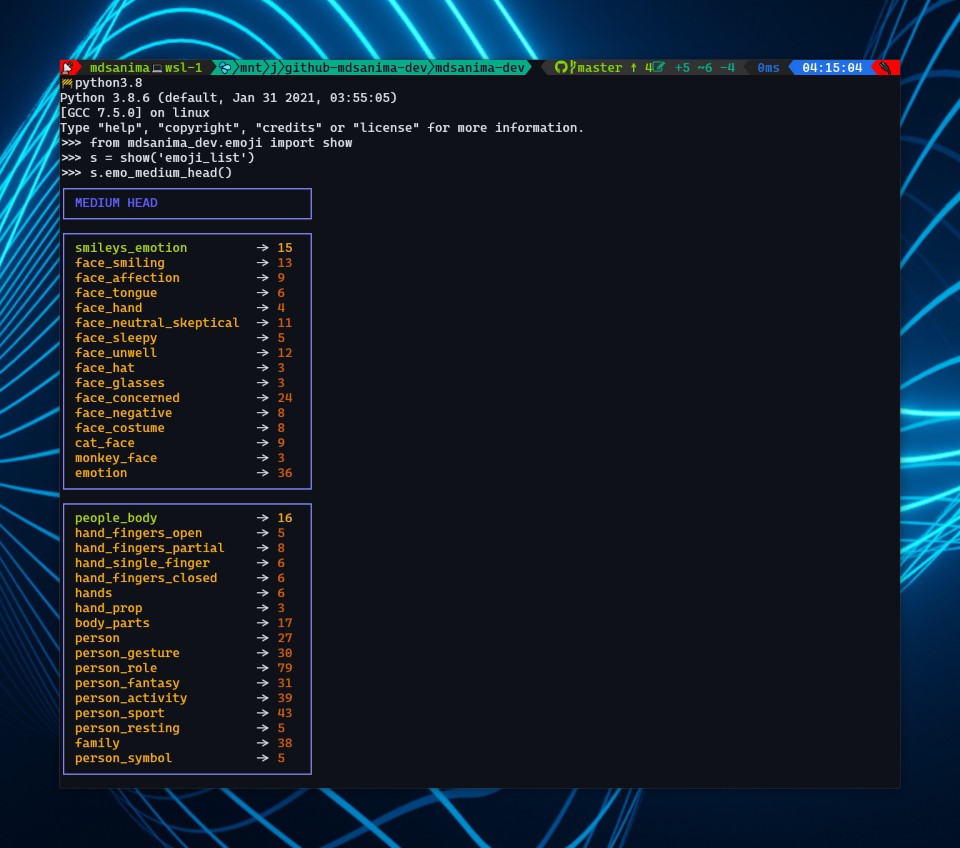 mdsanima wsl-1 mnt j github-mdsanima-dev mdsanima-dev master ↑ 4 +5 ~6 -4 0ms 04:15:04
python3.8
Python 3.8.6 (default, Jan 31 2021, 03:55:05)
[GCC 7.5.0] on linux
Type "help", "copyright", "credits" or "license" for more information.
>>> from mdsanima_dev.emoji import show
>>> s = show('emoji_list')
>>> s.emo_medium_head()
MEDIUM HEAD
smileys_emotion → 15
face_smiling → 13
face_affection → 9
face_tongue → 6
face_hand → 4
face_neutral_skeptical → 11
face_sleepy → 5
face_unwell → 12
face_hat → 3
face_glasses → 3
face_concerned → 24
face_negative → 8
face_costume → 8
cat_face → 9
monkey_face → 3
emotion → 36
people_body → 16
hand_fingers_open → 5
hand_fingers_partial → 8
hand_single_finger → 6
hand_fingers_closed → 6
hands → 6
hand_prop → 3
body_parts → 17
person → 27
person_gesture → 30
person_role → 79
person_fantasy → 31
person_activity → 39
person_sport → 43
person_resting → 5
family → 38
person_symbol → 5